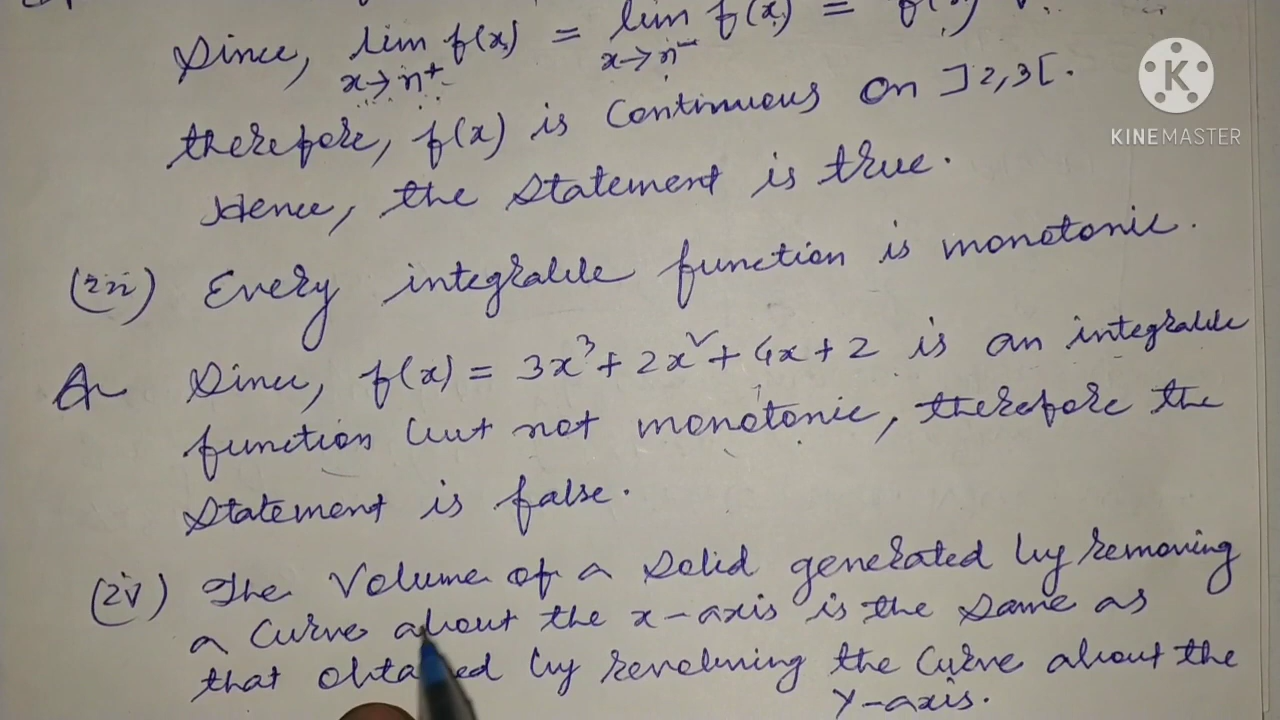 Since, lim f(x) = lim f(x) =
x→n⁺ x→n⁻
therefore, f(x) is continuous on ]2,3[.
Hence, the statement is true.
K
KINEMASTER
Every integrable function is monotonic.
Since, f(x) = 3x³ + 2x² + 4x + 2 is an integrable
function but not monotonic, therefore the
statement is false.
(iv) The Volume of a solid generated by removing
a curve about the x-axis is the same as
that obtained by revolving the curve about the
Y-axis.